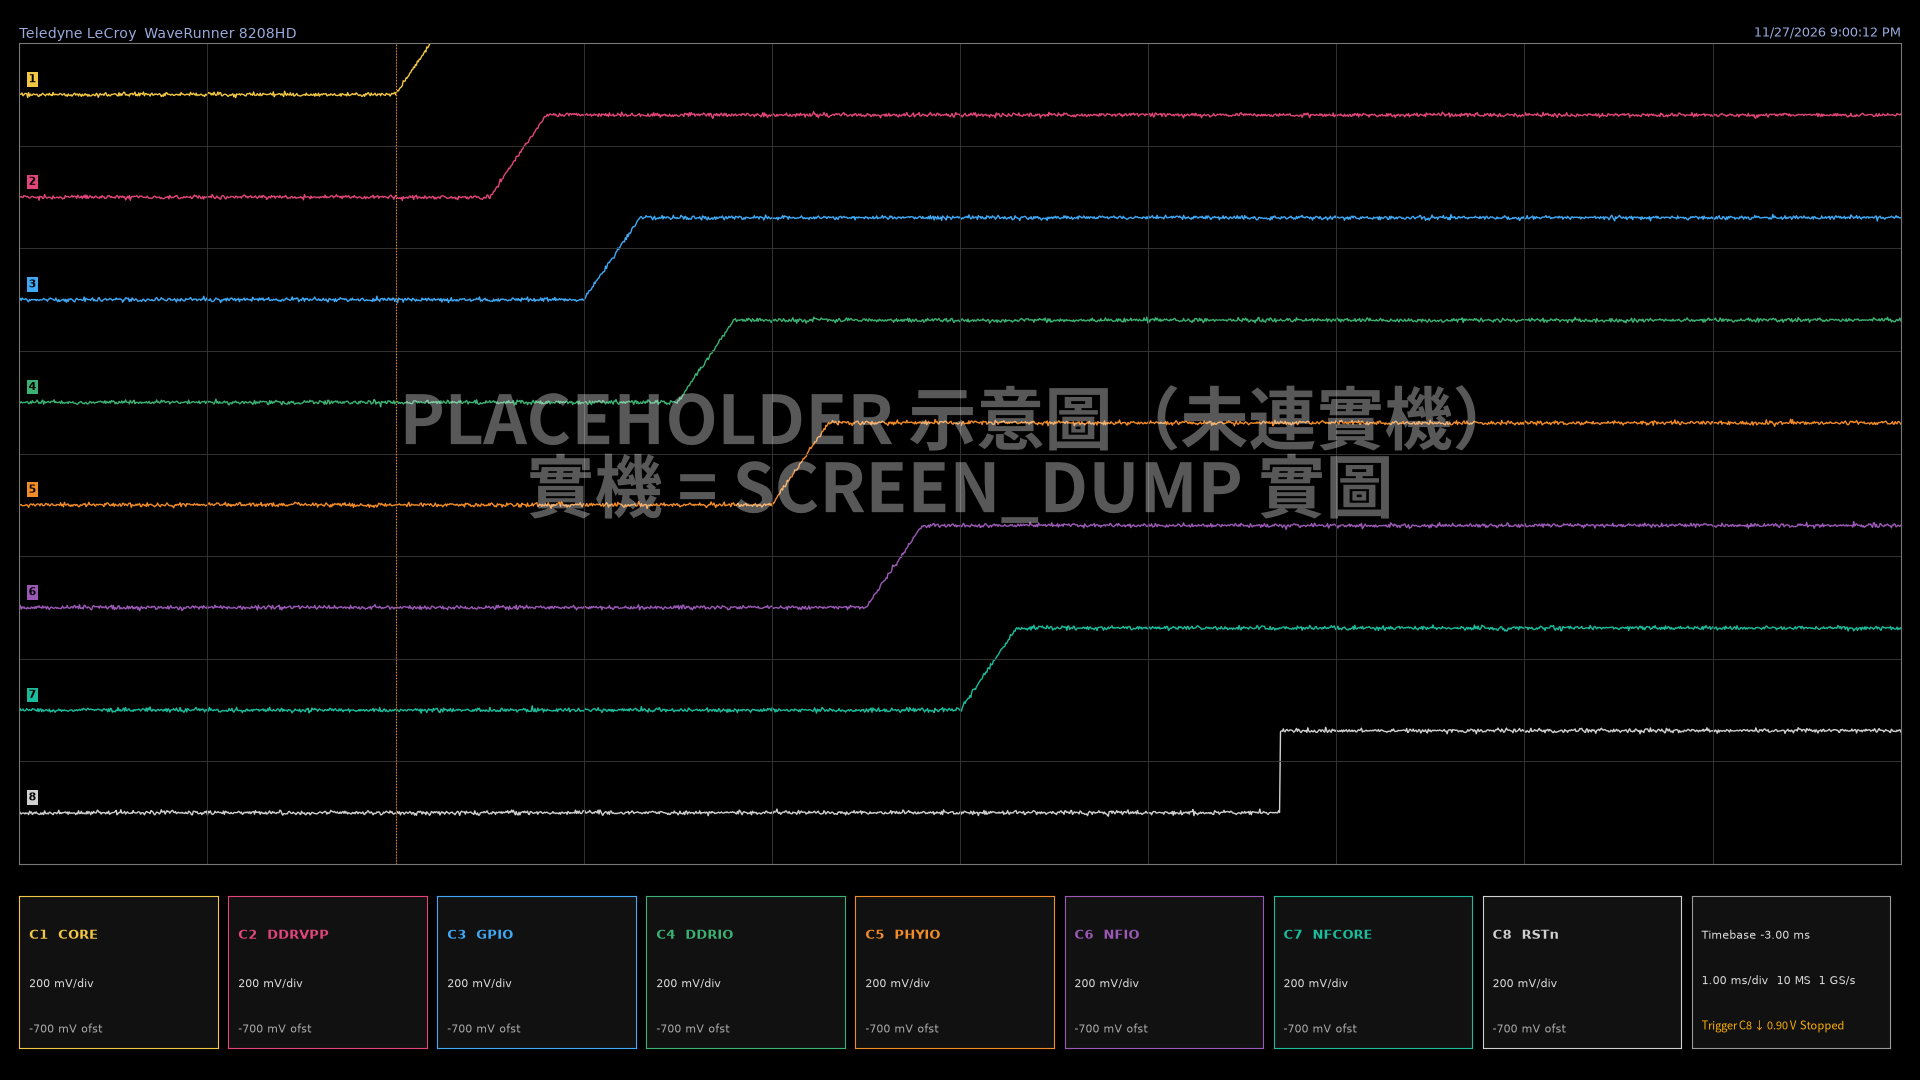 Teledyne LeCroy WaveRunner 8208HD
11/27/2026 9:00:12 PM
1
2
3
4
PLACEHOLDER 示意圖（未連實機）
實機 = SCREEN_DUMP 實圖
5
6
7
8
C1 CORE
200 mV/div
-700 mV ofst
C2 DDRVPP
200 mV/div
-700 mV ofst
C3 GPIO
200 mV/div
-700 mV ofst
C4 DDRIO
200 mV/div
-700 mV ofst
C5 PHYIO
200 mV/div
-700 mV ofst
C6 NFIO
200 mV/div
-700 mV ofst
C7 NFCORE
200 mV/div
-700 mV ofst
C8 RSTn
200 mV/div
-700 mV ofst
Timebase -3.00 ms
1.00 ms/div 10 MS 1 GS/s
Trigger C8 ↓ 0.90 V Stopped